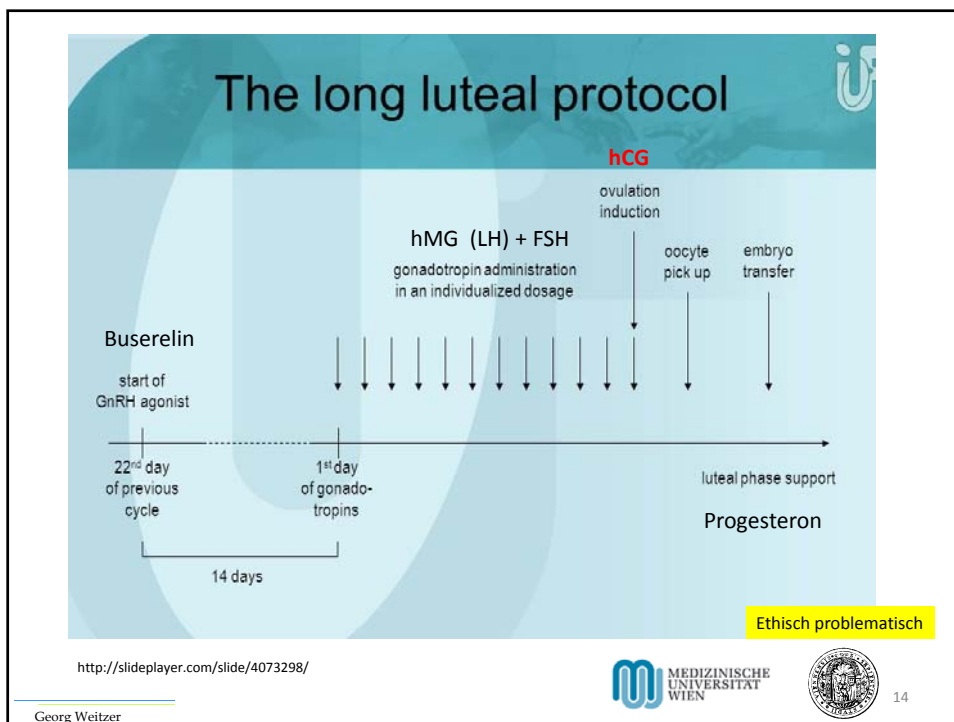 The long luteal protocol
hCG
ovulation
induction
hMG (LH) + FSH
gonadotropin administration
in an individualized dosage
oocyte
pick up
embryo
transfer
Buserelin
start of
GnRH agonist
22nd day
of previous
cycle
1st day
of gonado-
tropins
luteal phase support
Progesteron
14 days
Ethisch problematisch
http://slideplayer.com/slide/4073298/
MEDIZINISCHE
UNIVERSITÄT
WIEN
14
Georg Weitzer